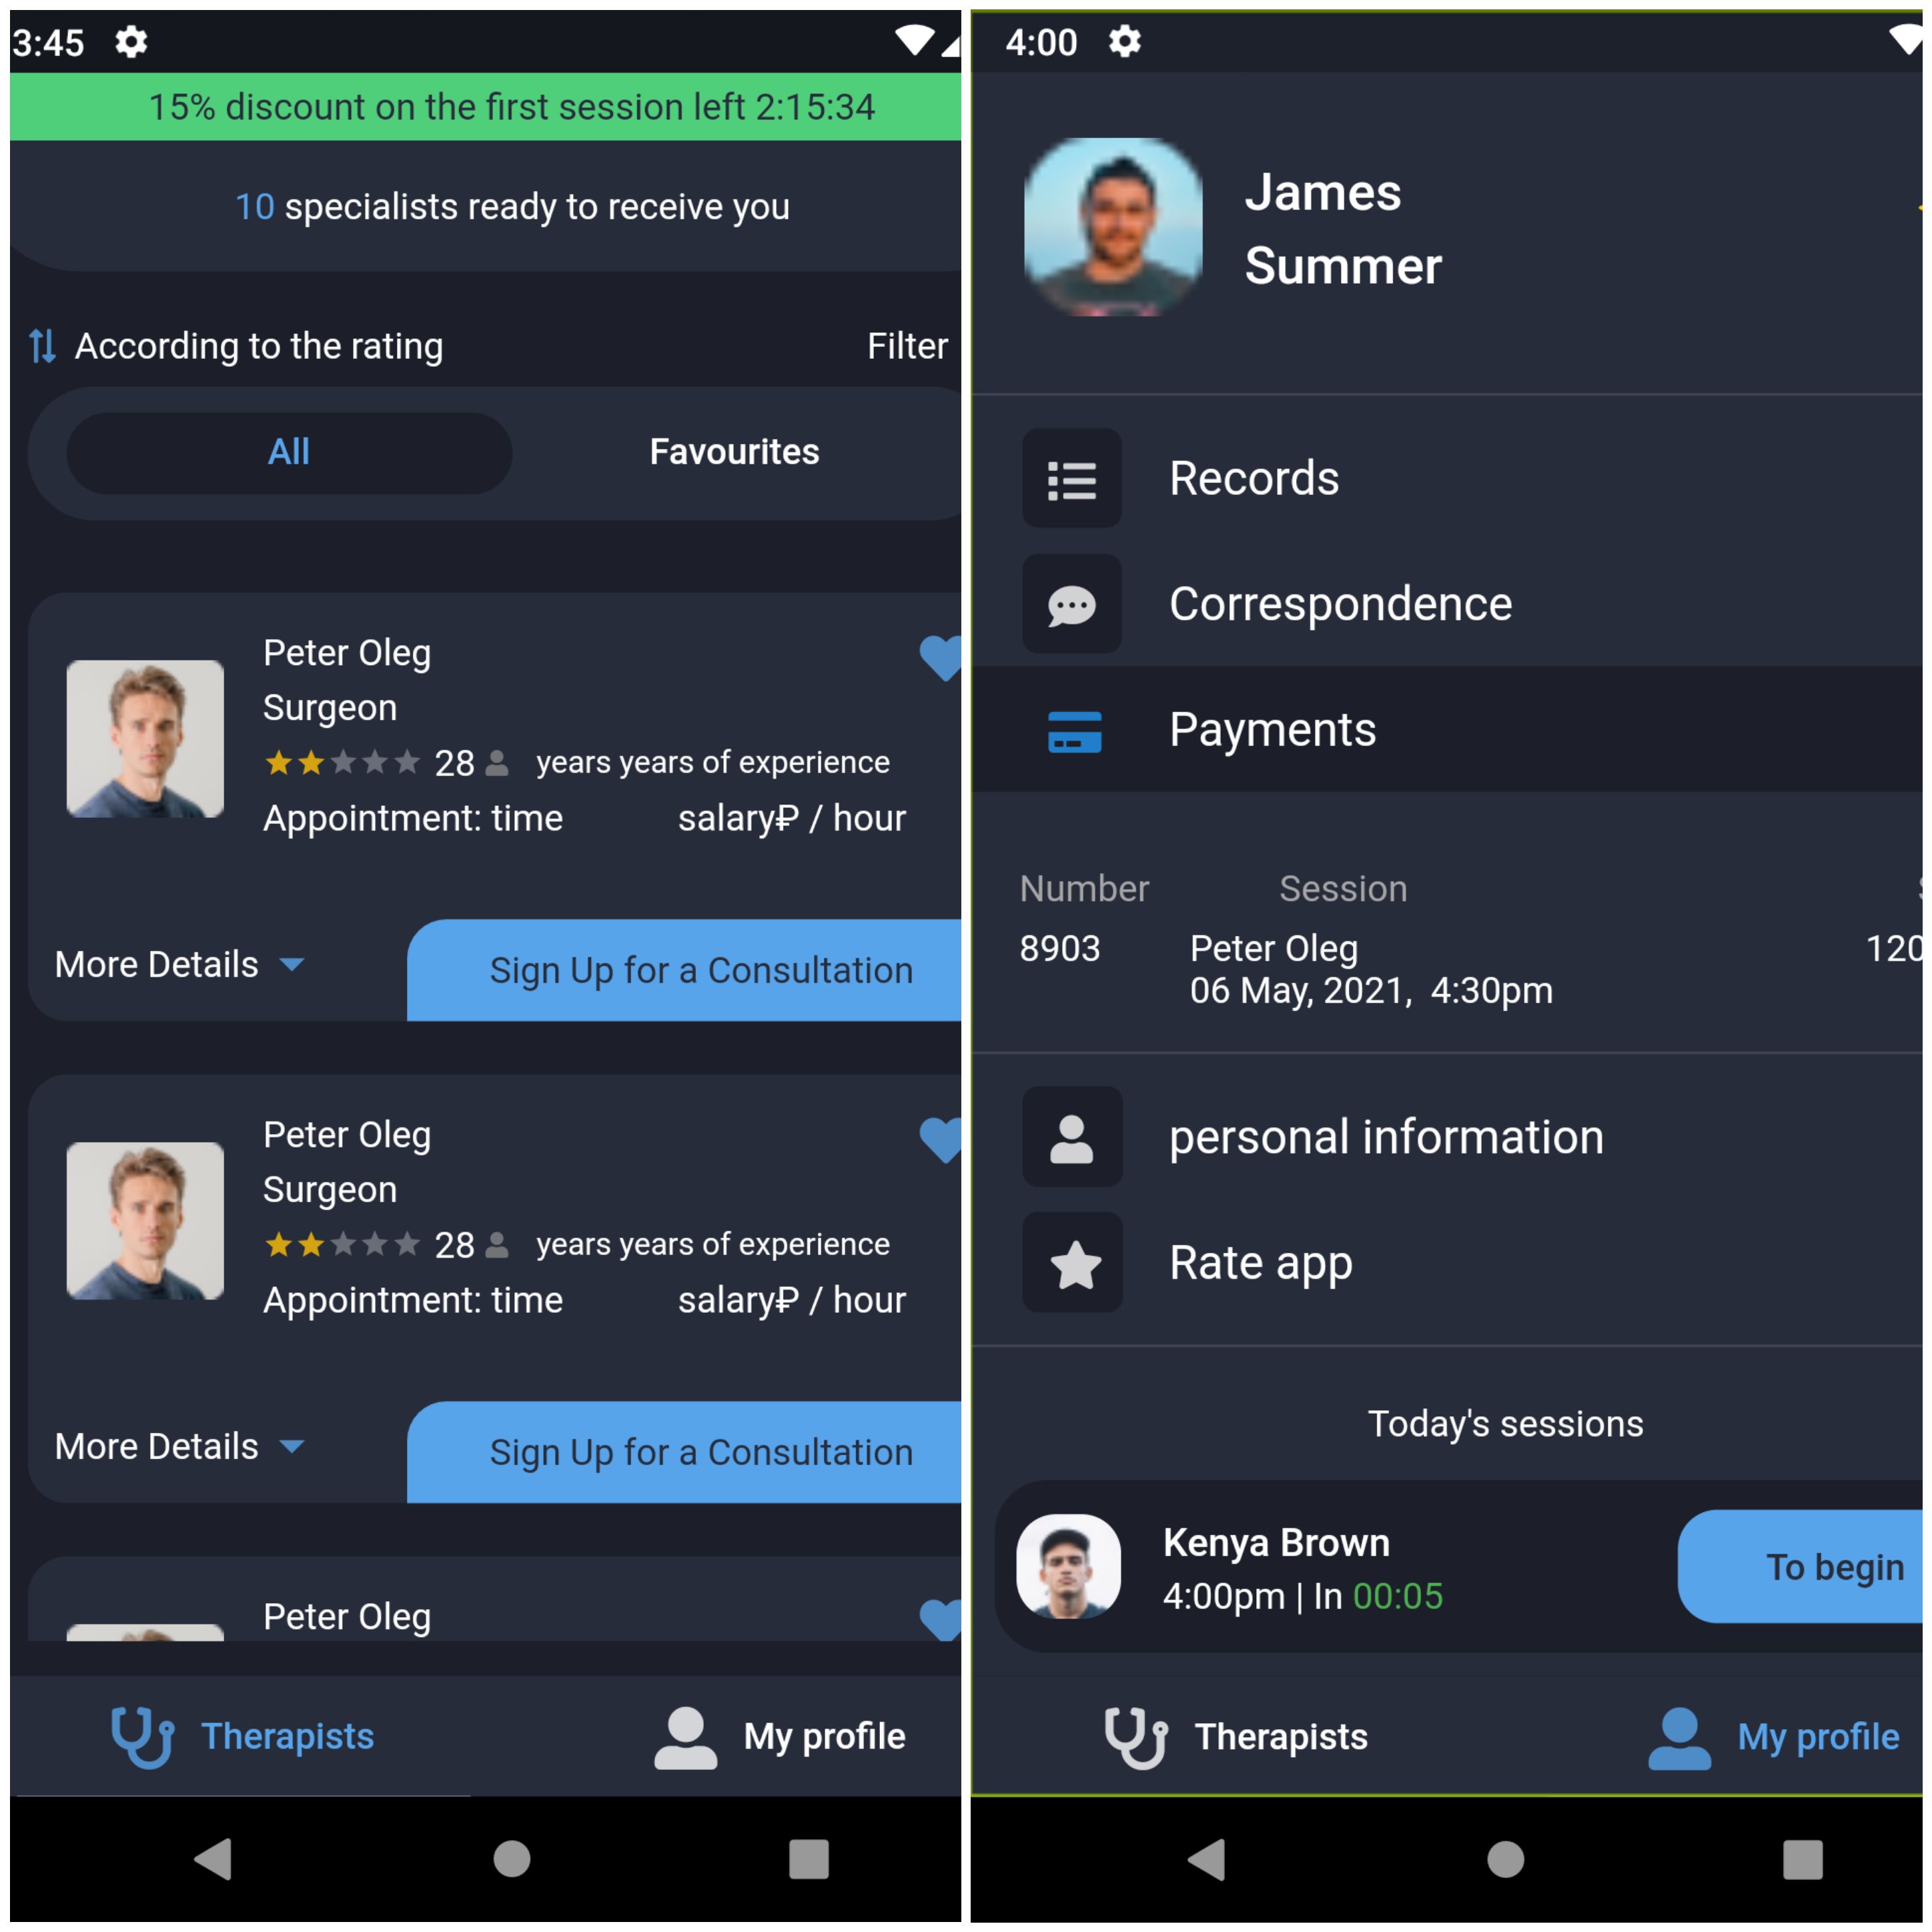 3:45
15% discount on the first session left 2:15:34
10 specialists ready to receive you
According to the rating
Filter
All
Favourites
Peter Oleg
Surgeon
28 years years of experience
Appointment: time
salary₽ / hour
More Details
Sign Up for a Consultation
Peter Oleg
Surgeon
28 years years of experience
Appointment: time
salary₽ / hour
More Details
Sign Up for a Consultation
Peter Oleg
Therapists
My profile
4:00
James
Summer
Records
Correspondence
Payments
Number
Session
8903
Peter Oleg
120
06 May, 2021, 4:30pm
personal information
Rate app
Today's sessions
Kenya Brown
4:00pm | In 00:05
To begin
Therapists
My profile